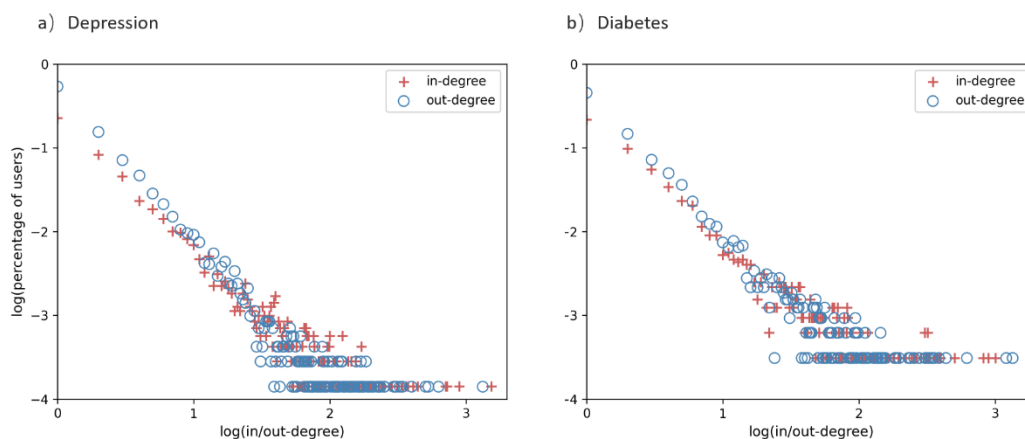 a) Depression
b) Diabetes
0
-1
−2
−3
−4
0
1
2
3
log(percentage of users)
log(in/out-degree)
in-degree
out-degree
0
-1
-2
-3
-4
0
1
2
3
log(in/out-degree)
in-degree
out-degree